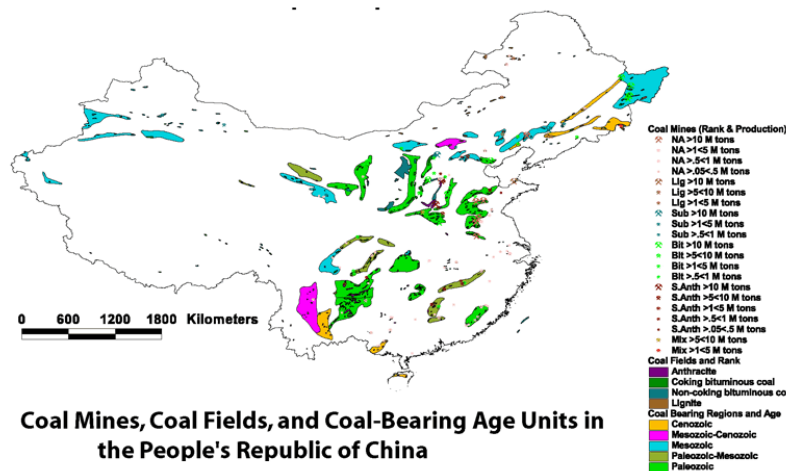 Coal Mines (Rank & Production)
NA >10 M tons
NA >1<5 M tons
NA >.5<1 M tons
NA >.05<.5 M tons
Lig >10 M tons
Lig >5<10 M tons
Lig >1<5 M tons
Sub >10 M tons
Sub >1<5 M tons
Sub >.5<1 M tons
Bit >10 M tons
Bit >5<10 M tons
Bit >1<5 M tons
Bit >.5<1 M tons
S.Anth >10 M tons
S.Anth >5<10 M tons
S.Anth >1<5 M tons
S.Anth >.5<1 M tons
S.Anth >.05<.5 M tons
Mix >5<10 M tons
Mix >1<5 M tons
Coal Fields and Rank
Anthracite
Coking bituminous coal
Non-coking bituminous co
Lignite
Coal Bearing Regions and Age
Cenozoic
Mesozoic-Cenozoic
Mesozoic
Paleozoic-Mesozoic
Paleozoic
0 600 1200 1800 Kilometers
Coal Mines, Coal Fields, and Coal-Bearing Age Units in
the People's Republic of China